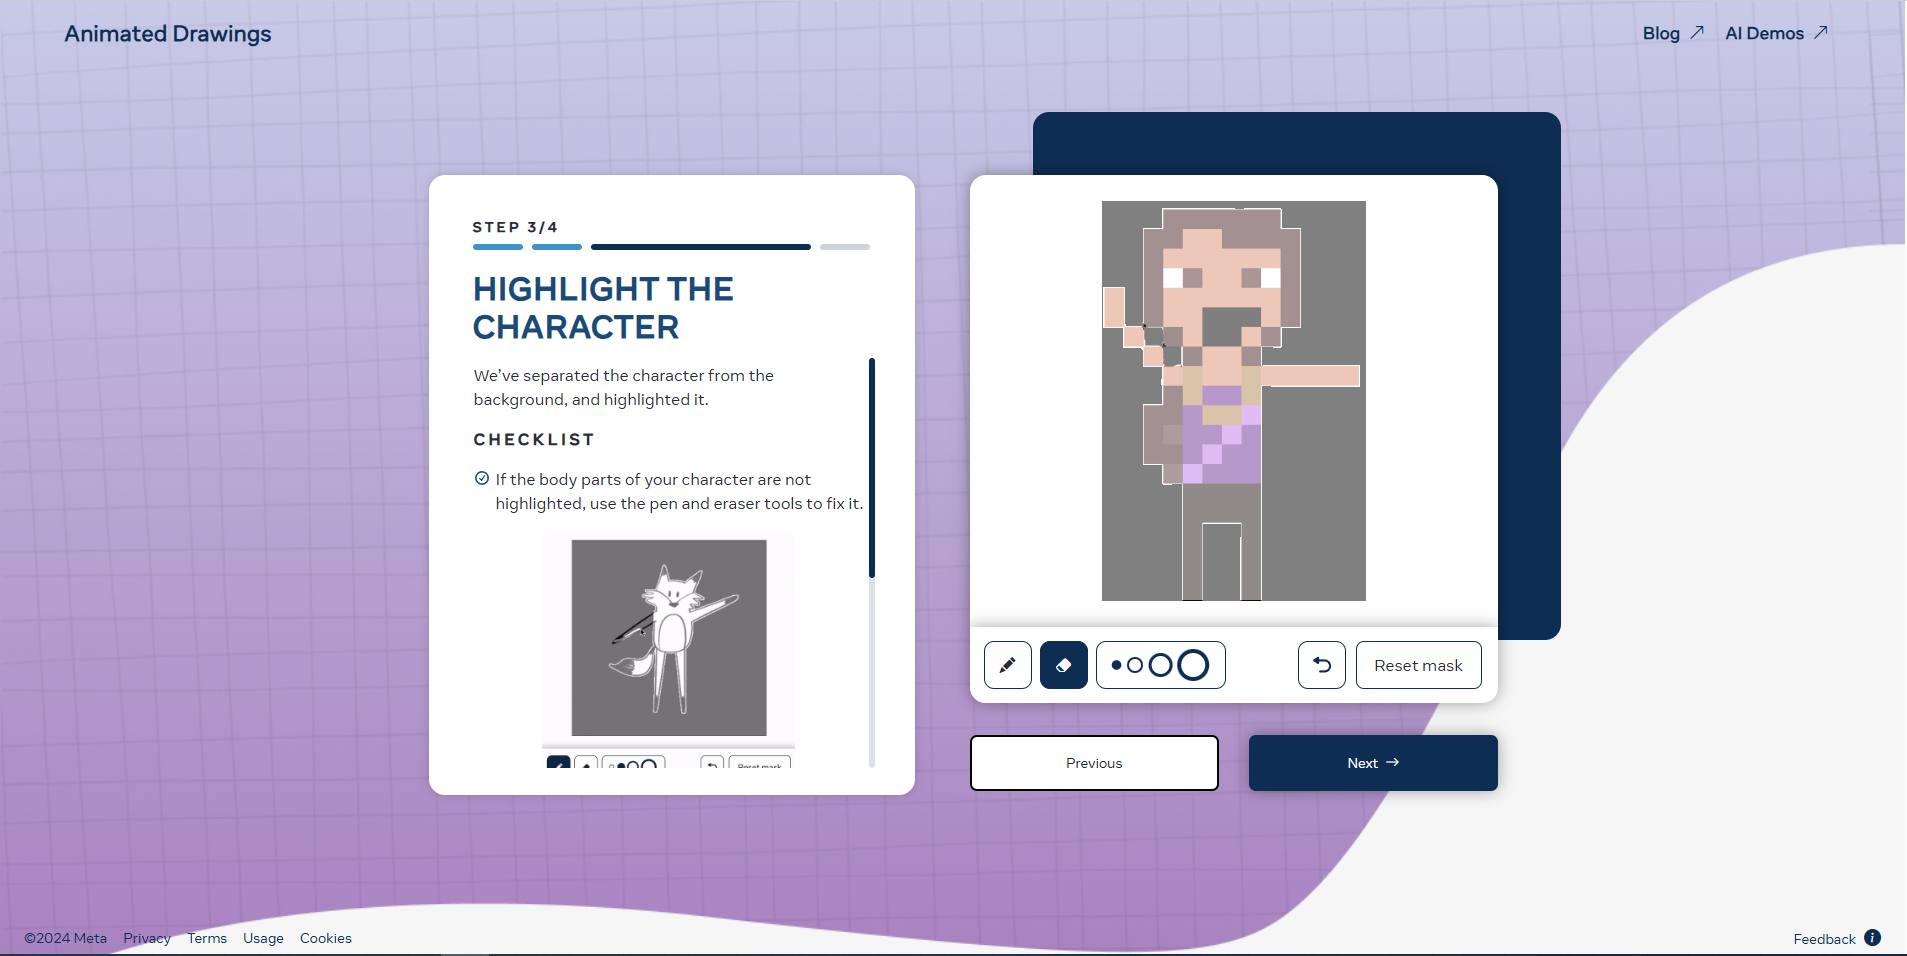 Animated Drawings
Blog
AI Demos
STEP 3/4
HIGHLIGHT THE
CHARACTER
We've separated the character from the
background, and highlighted it.
CHECKLIST
If the body parts of your character are not
highlighted, use the pen and eraser tools to fix it.
Reset mask
Reset mask
Previous
Next
©2024 Meta
Privacy
Terms
Usage
Cookies
Feedback